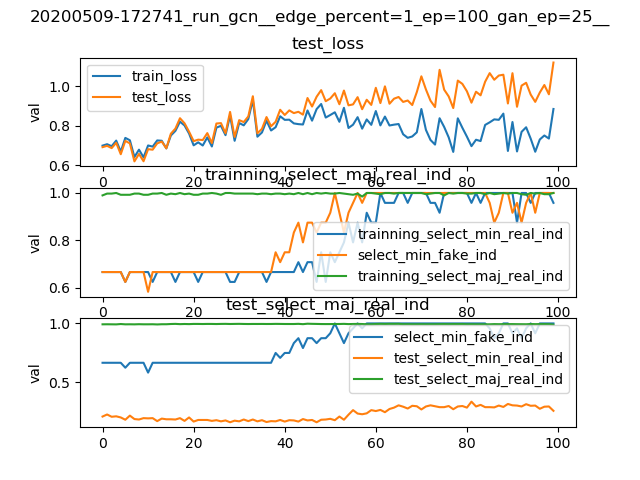 20200509-172741_run_gcn__edge_percent=1_ep=100_gan_ep=25__
test_loss
train_loss
test_loss
val
1.0
0.8
0.6
0 20 40 60 80 100
trainning_select_maj_real_ind
val
1.0
0.8
0.6
trainning_select_min_real_ind
select_min_fake_ind
trainning_select_maj_real_ind
0 20 40 60 80 100
test_select_maj_real_ind
val
1.0
0.5
select_min_fake_ind
test_select_min_real_ind
test_select_maj_real_ind
0 20 40 60 80 100